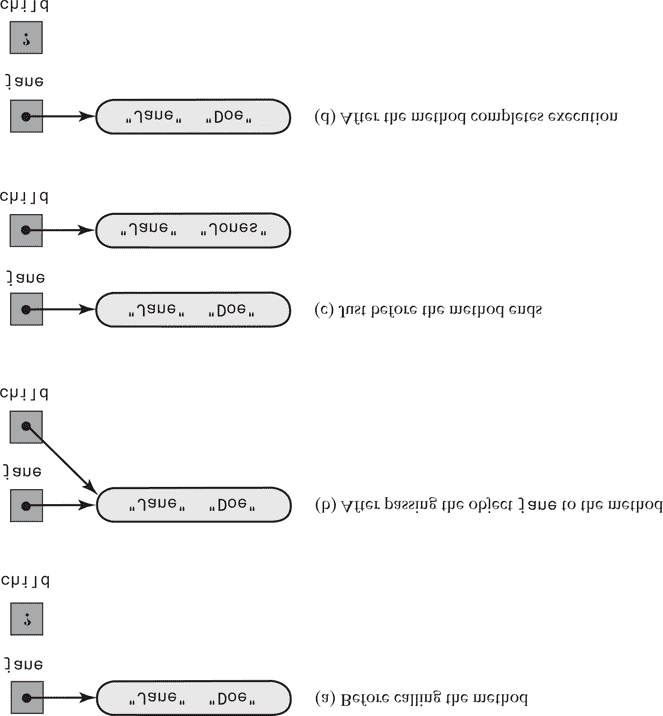 "Jane" "Doe" (a) Before calling the method
jane
?
child
"Jane" "Doe" (b) After passing the object jane to the method
jane
child
"Jane" "Doe" (c) Just before the method ends
jane
"Jane" "Jones"
child
"Jane" "Doe" (d) After the method completes execution
jane
?
child